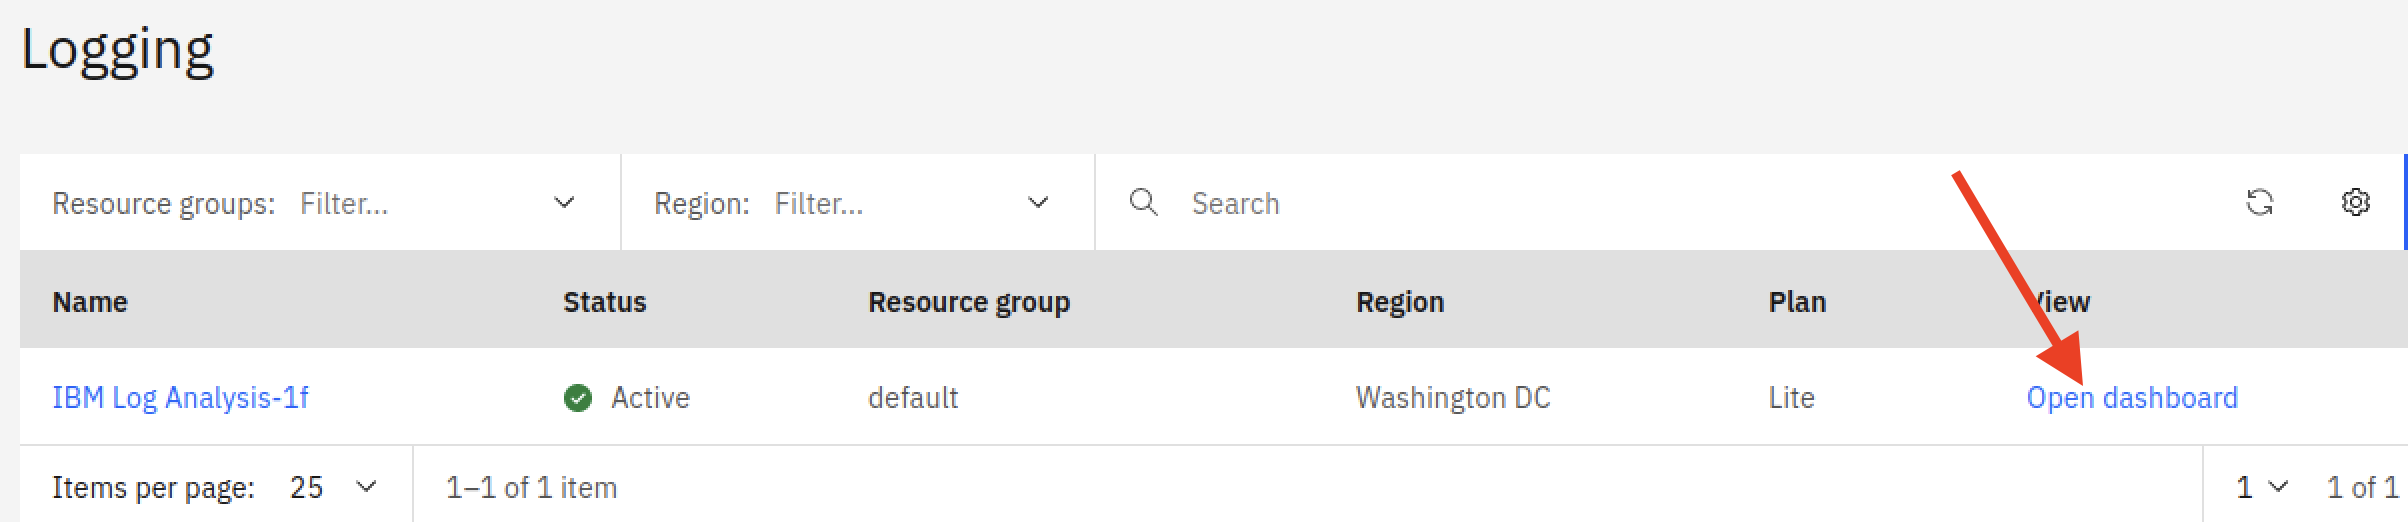 Logging
Resource groups: Filter... Region: Filter... Search
Name Status Resource group Region Plan View
IBM Log Analysis-1f Active default Washington DC Lite Open dashboard
Items per page: 25 1–1 of 1 item 1 1 of 1